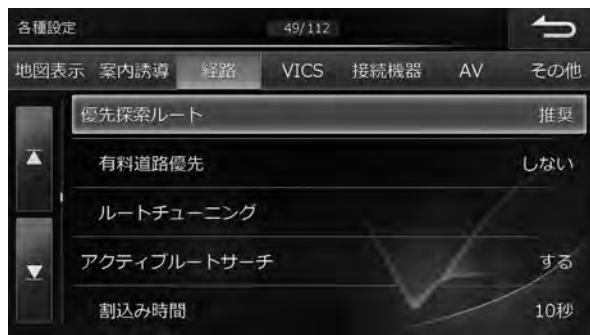 各種設定 49/112
地図表示 案内誘導 経路 VICS 接続機器 AV その他
優先探索ルート 推奨
有料道路優先 しない
ルートチューニング
アクティブルートサーチ する
割込み時間 10秒